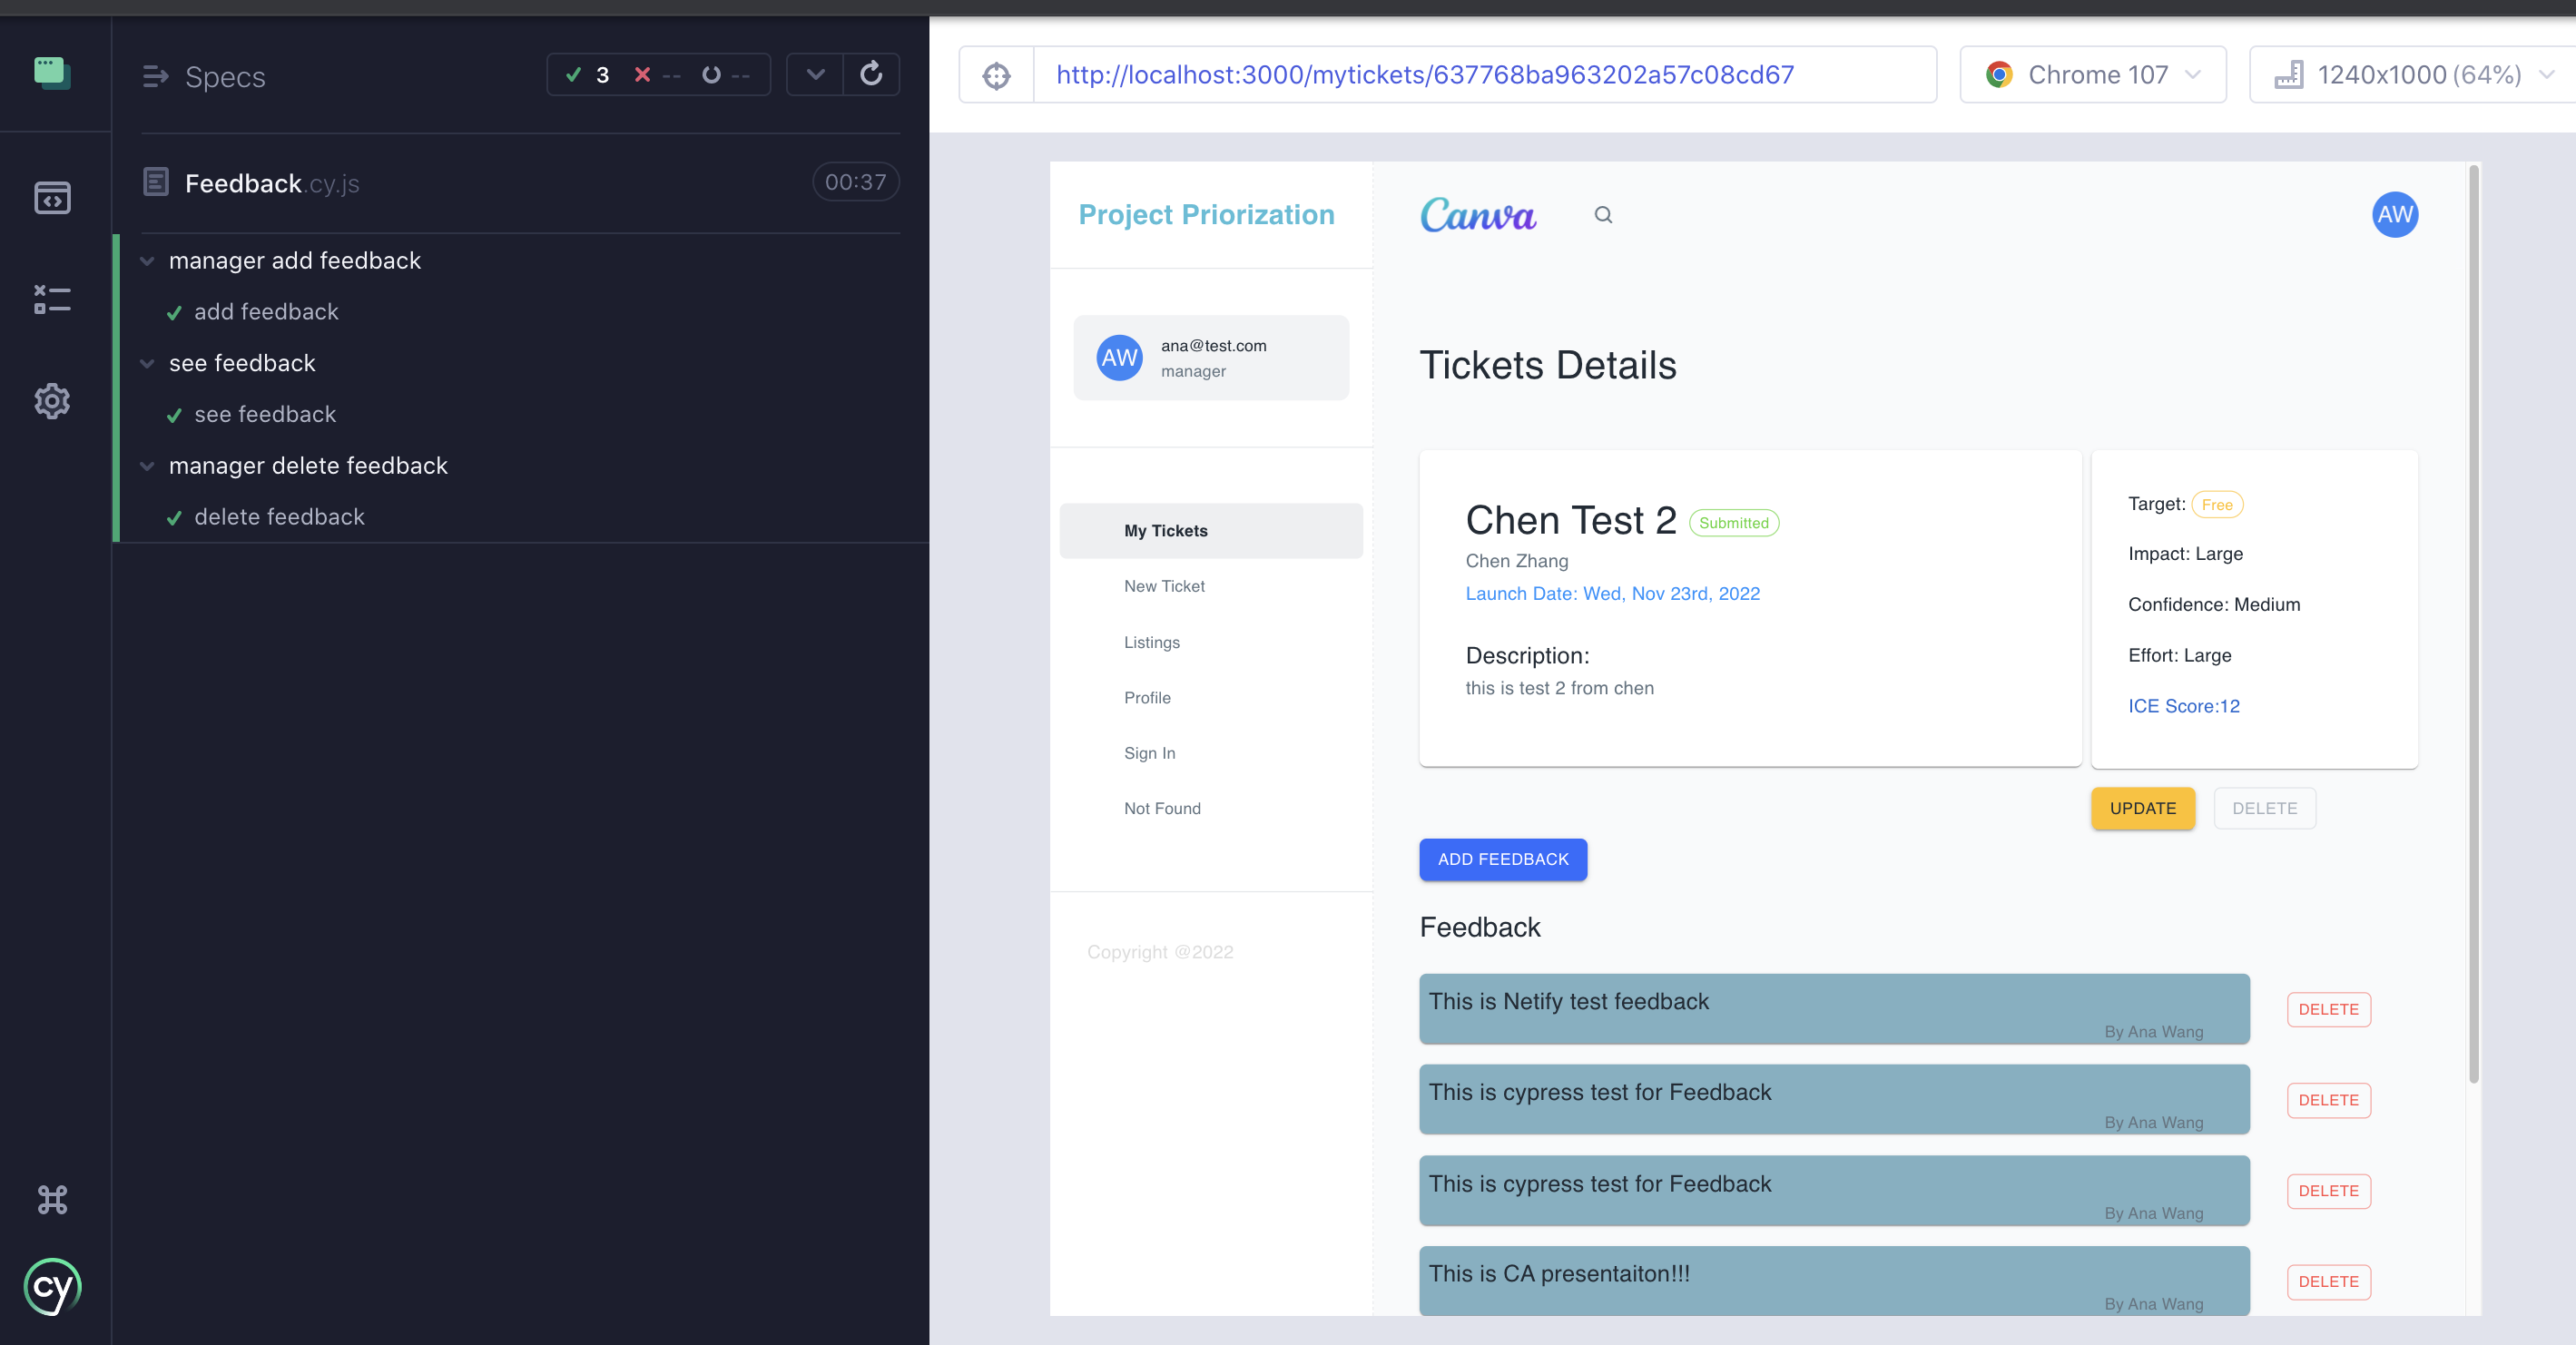 Specs
3 -- --
Feedback.cy.js
00:37
manager add feedback
add feedback
see feedback
see feedback
manager delete feedback
delete feedback
cy
http://localhost:3000/mytickets/637768ba963202a57c08cd67
Chrome 107
1240x1000 (64%)
Project Priorization
Canva
AW
AW
ana@test.com
manager
My Tickets
New Ticket
Listings
Profile
Sign In
Not Found
Copyright @2022
Tickets Details
Chen Test 2 Submitted
Chen Zhang
Launch Date: Wed, Nov 23rd, 2022
Description:
this is test 2 from chen
Target: Free
Impact: Large
Confidence: Medium
Effort: Large
ICE Score:12
UPDATE DELETE
ADD FEEDBACK
Feedback
This is Netify test feedback
By Ana Wang
DELETE
This is cypress test for Feedback
By Ana Wang
DELETE
This is cypress test for Feedback
By Ana Wang
DELETE
This is CA presentaiton!!!
By Ana Wang
DELETE